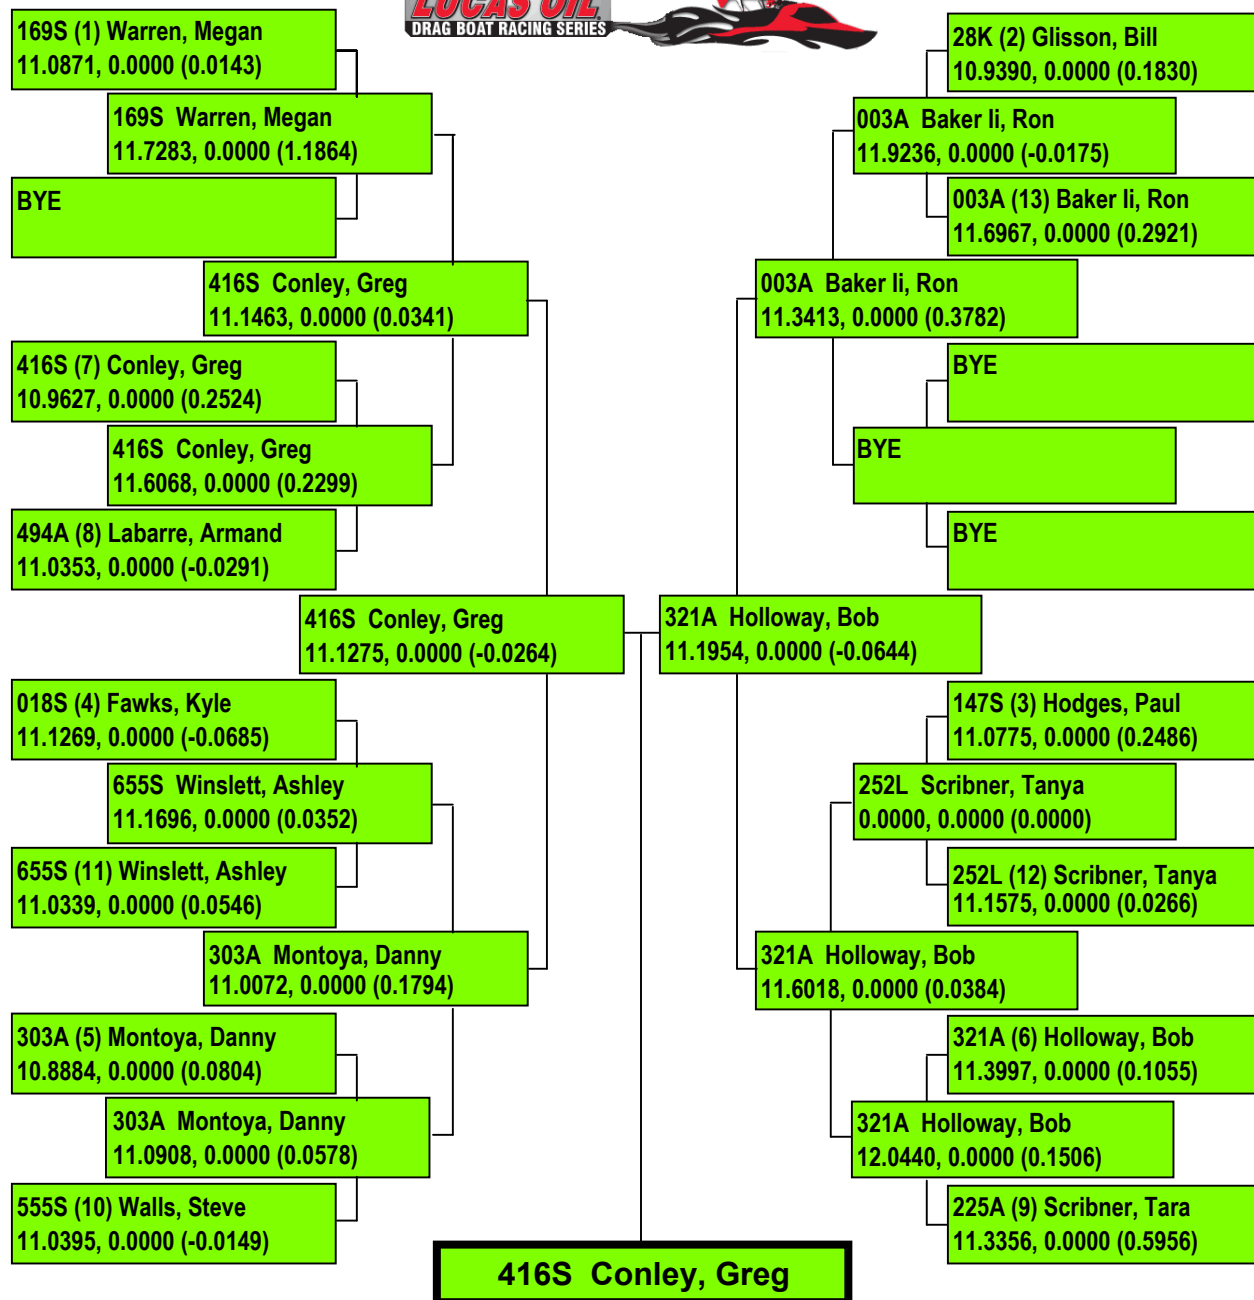 LUCAS OIL
DRAG BOAT RACING SERIES
169S (1) Warren, Megan
11.0871, 0.0000 (0.0143)
169S  Warren, Megan
11.7283, 0.0000 (1.1864)
BYE
416S  Conley, Greg
11.1463, 0.0000 (0.0341)
416S (7) Conley, Greg
10.9627, 0.0000 (0.2524)
416S  Conley, Greg
11.6068, 0.0000 (0.2299)
494A (8) Labarre, Armand
11.0353, 0.0000 (-0.0291)
416S  Conley, Greg
11.1275, 0.0000 (-0.0264)
018S (4) Fawks, Kyle
11.1269, 0.0000 (-0.0685)
655S  Winslett, Ashley
11.1696, 0.0000 (0.0352)
655S (11) Winslett, Ashley
11.0339, 0.0000 (0.0546)
303A  Montoya, Danny
11.0072, 0.0000 (0.1794)
303A (5) Montoya, Danny
10.8884, 0.0000 (0.0804)
303A  Montoya, Danny
11.0908, 0.0000 (0.0578)
555S (10) Walls, Steve
11.0395, 0.0000 (-0.0149)
28K (2) Glisson, Bill
10.9390, 0.0000 (0.1830)
003A  Baker Ii, Ron
11.9236, 0.0000 (-0.0175)
003A (13) Baker Ii, Ron
11.6967, 0.0000 (0.2921)
003A  Baker Ii, Ron
11.3413, 0.0000 (0.3782)
BYE
BYE
BYE
321A  Holloway, Bob
11.1954, 0.0000 (-0.0644)
147S (3) Hodges, Paul
11.0775, 0.0000 (0.2486)
252L  Scribner, Tanya
0.0000, 0.0000 (0.0000)
252L (12) Scribner, Tanya
11.1575, 0.0000 (0.0266)
321A  Holloway, Bob
11.6018, 0.0000 (0.0384)
321A (6) Holloway, Bob
11.3997, 0.0000 (0.1055)
321A  Holloway, Bob
12.0440, 0.0000 (0.1506)
225A (9) Scribner, Tara
11.3356, 0.0000 (0.5956)
416S  Conley, Greg